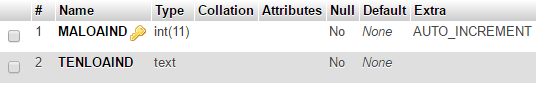 # Name Type Collation Attributes Null Default Extra
1 MALOAIND int(11) No None AUTO_INCREMENT
2 TENLOAIND text No None